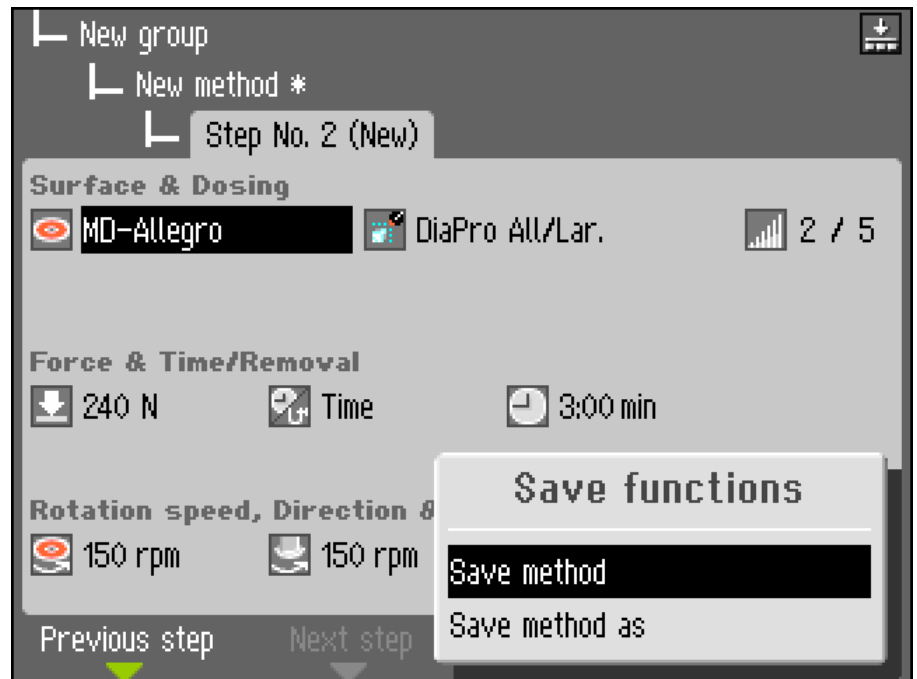 New group
New method *
Step No. 2 (New)
Surface & Dosing
MD-Allegro DiaPro All/Lar. 2 / 5
Force & Time/Removal
240 N Time 3:00 min
Rotation speed, Direction &
150 rpm 150 rpm
Save functions
Save method
Save method as
Previous step Next step